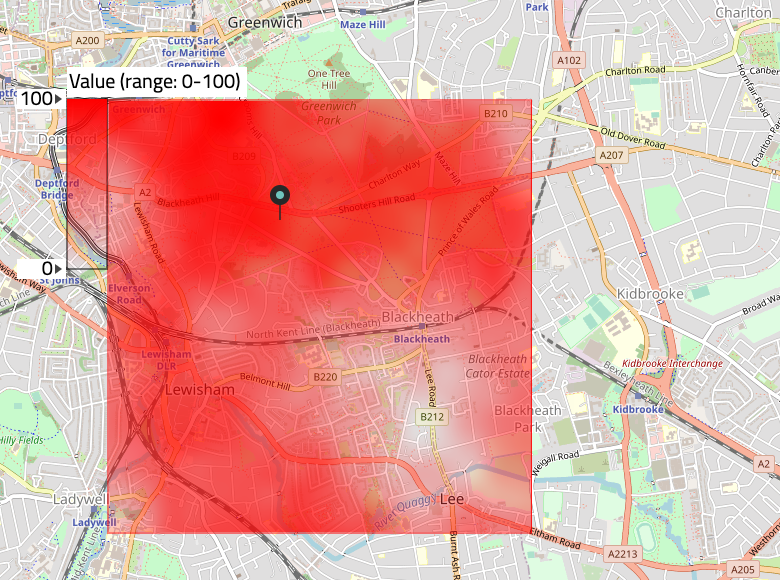 Greenwich
Maze Hill
Park
Charlton
A200
Cutty Sark
for Maritime
Greenwich
A102
Charlton Road
Hornfair Road
One Tree
Hill
Value (range: 0-100)
100
Greenwich
Greenwich
Park
B210
Old Dover Road
Deptford
B209
Charlton Way
Maze Hill
A207
Deptford
Bridge
A2
Blackheath Hill
Shooters Hill Road
Prince of Wales Road
Lewisham Road
0
St Johns
Elverson
Road
Kidbrooke
Blackheath
North Kent Line (Blackheath)
Blackheath
Lewisham
DLR
Belmont Hill
B220
Lee Road
Blackheath
Cator Estate
Kidbrooke Interchange
Bexleyheath Line
Lewisham
B212
Blackheath
Park
Kidbrooke
Hilly Fields
Weigall Road
A2
Ladywell
Ladywell
River Quaggy
Lee
Eltham Road
A2213
A205